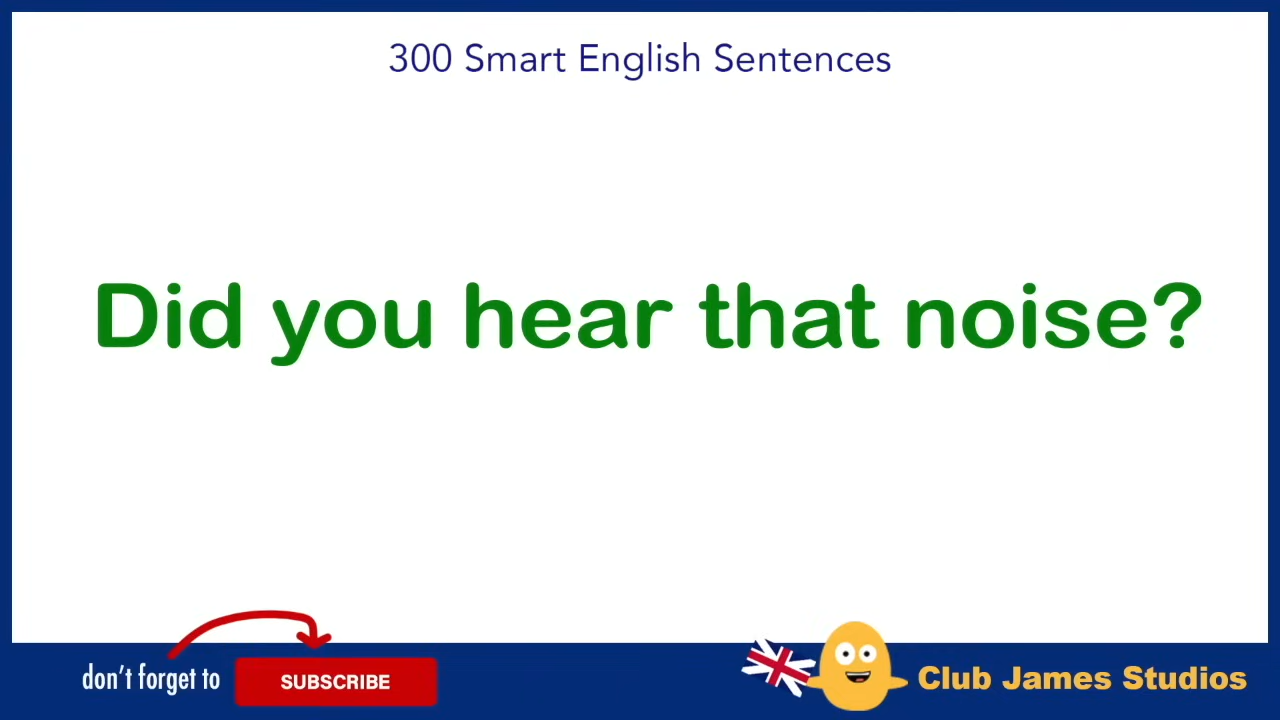 300 Smart English Sentences
Did you hear that noise?
don't forget to
SUBSCRIBE
Club James Studios